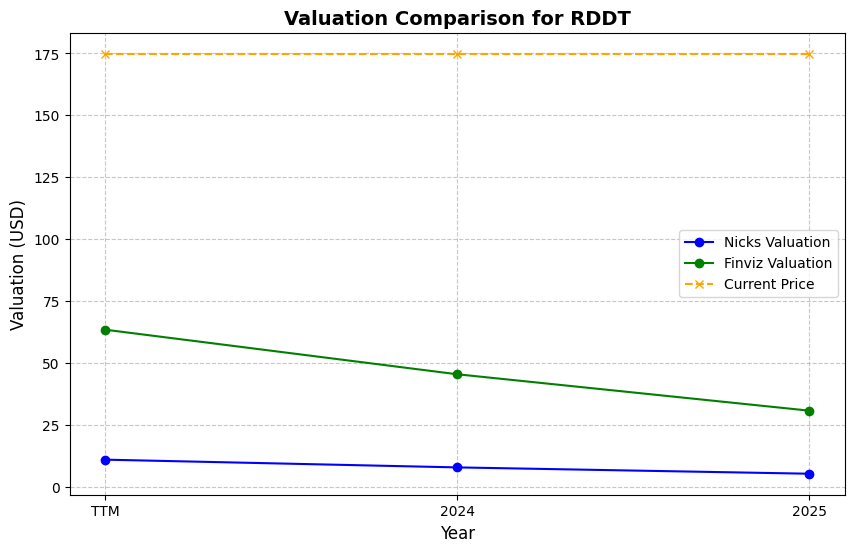 Valuation Comparison for RDDT
Valuation (USD)
175
150
125
100
75
50
25
0
Nicks Valuation
Finviz Valuation
Current Price
TTM 2024 2025
Year